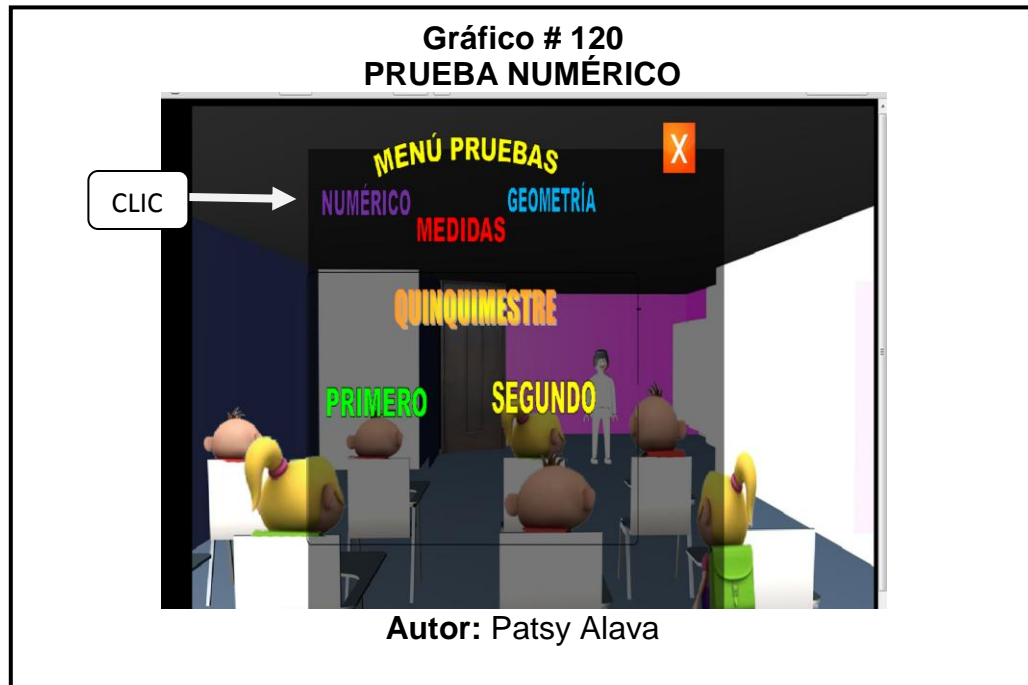 Gráfico # 120
PRUEBA NUMÉRICO
MENÚ PRUEBAS
X
CLIC
NUMÉRICO
GEOMETRÍA
MEDIDAS
QUINQUIMESTRE
PRIMERO
SEGUNDO
Autor: Patsy Alava